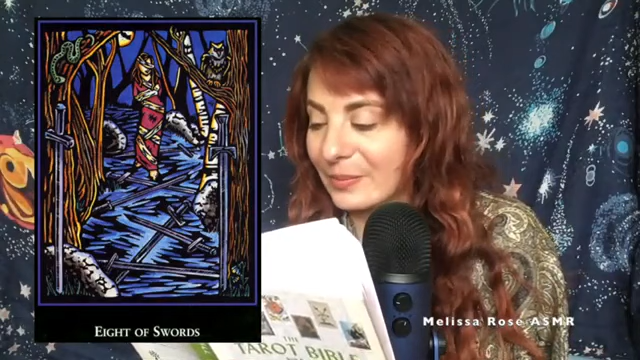 EIGHT OF SWORDS
THE
TAROT BIBLE
Melissa Rose ASMR